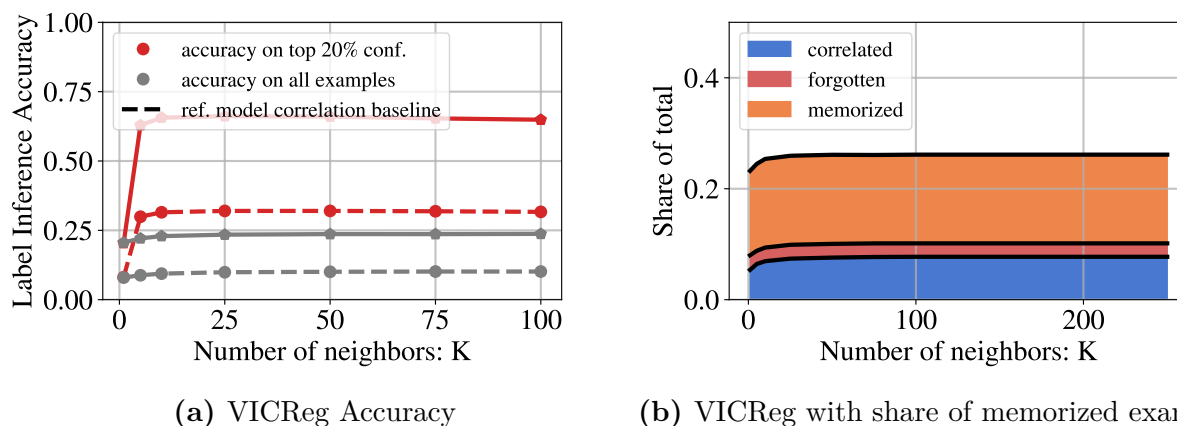 Label Inference Accuracy
1.00
0.75
0.50
0.25
0.00
accuracy on top 20% conf.
accuracy on all examples
ref. model correlation baseline
0 25 50 75 100
Number of neighbors: K
(a) VICReg Accuracy
Share of total
0.4
0.2
0.0
correlated
forgotten
memorized
0 100 200
Number of neighbors: K
(b) VICReg with share of memorized exa